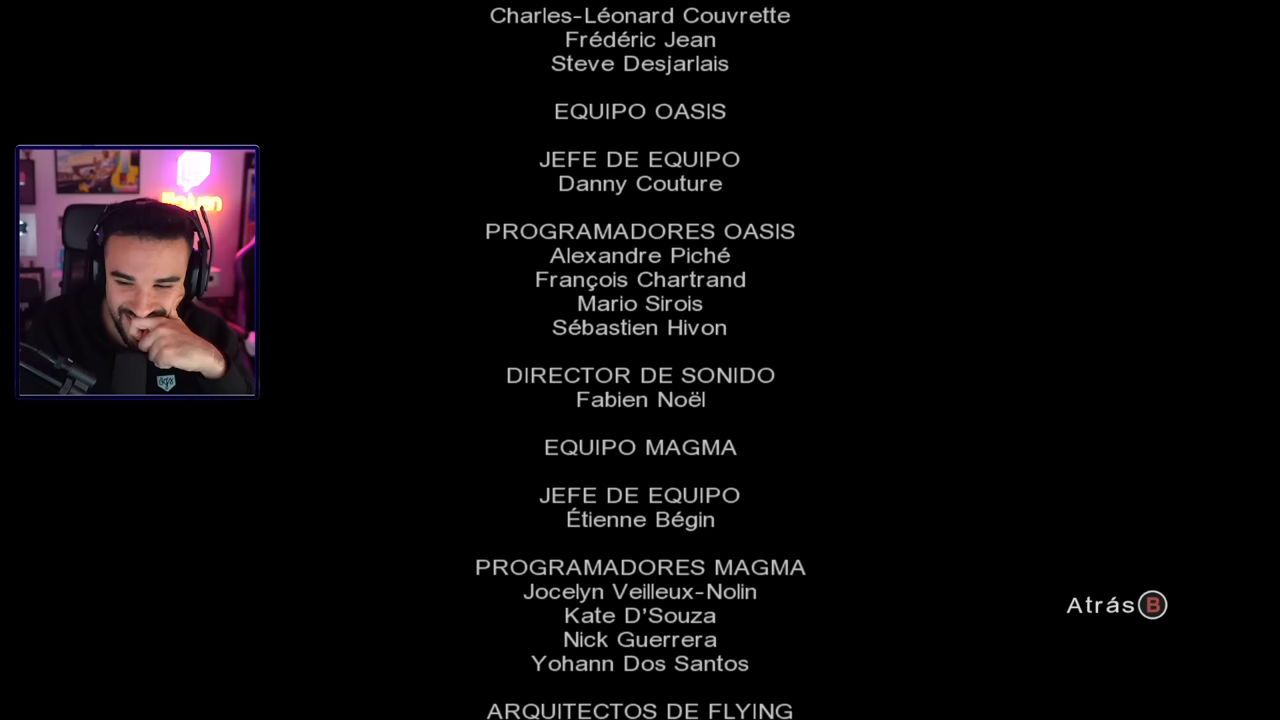 Charles-Léonard Couvrette
Frédéric Jean
Steve Desjarlais
EQUIPO OASIS
JEFE DE EQUIPO
Danny Couture
PROGRAMADORES OASIS
Alexandre Piché
François Chartrand
Mario Sirois
Sébastien Hivon
DIRECTOR DE SONIDO
Fabien Noël
EQUIPO MAGMA
JEFE DE EQUIPO
Étienne Bégin
PROGRAMADORES MAGMA
Jocelyn Veilleux-Nolin
Kate D'Souza
Nick Guerrera
Yohann Dos Santos
Atrás B
ARQUITECTOS DE FLYING